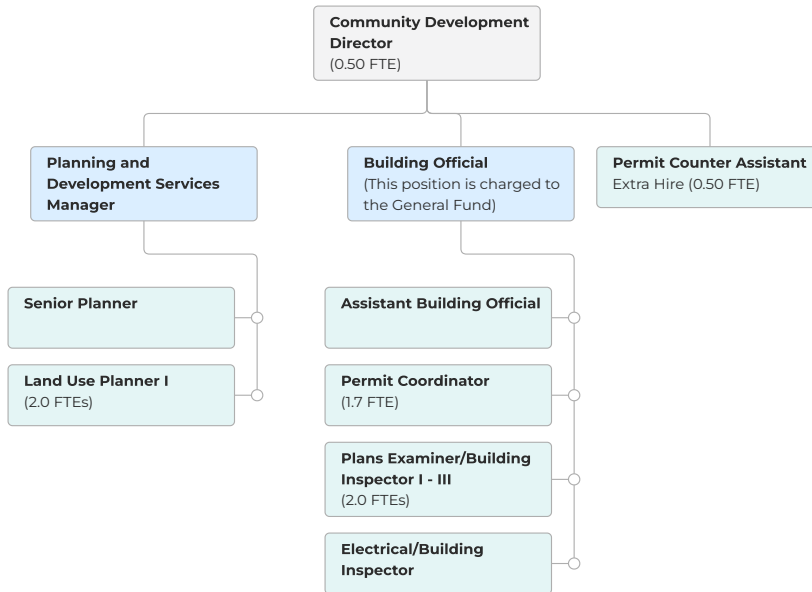 Community Development
Director
(0.50 FTE)
Planning and
Development Services
Manager
Building Official
(This position is charged to
the General Fund)
Permit Counter Assistant
Extra Hire (0.50 FTE)
Senior Planner
Land Use Planner I
(2.0 FTEs)
Assistant Building Official
Permit Coordinator
(1.7 FTE)
Plans Examiner/Building
Inspector I - III
(2.0 FTEs)
Electrical/Building
Inspector